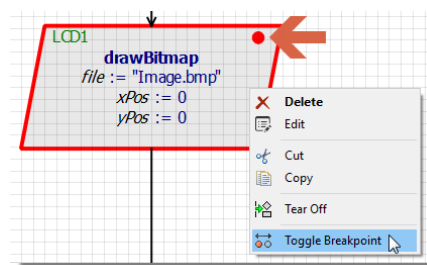 LCD1
drawBitmap
file := "Image.bmp"
xPos := 0
yPos := 0
Delete
Edit
Cut
Copy
Tear Off
Toggle Breakpoint